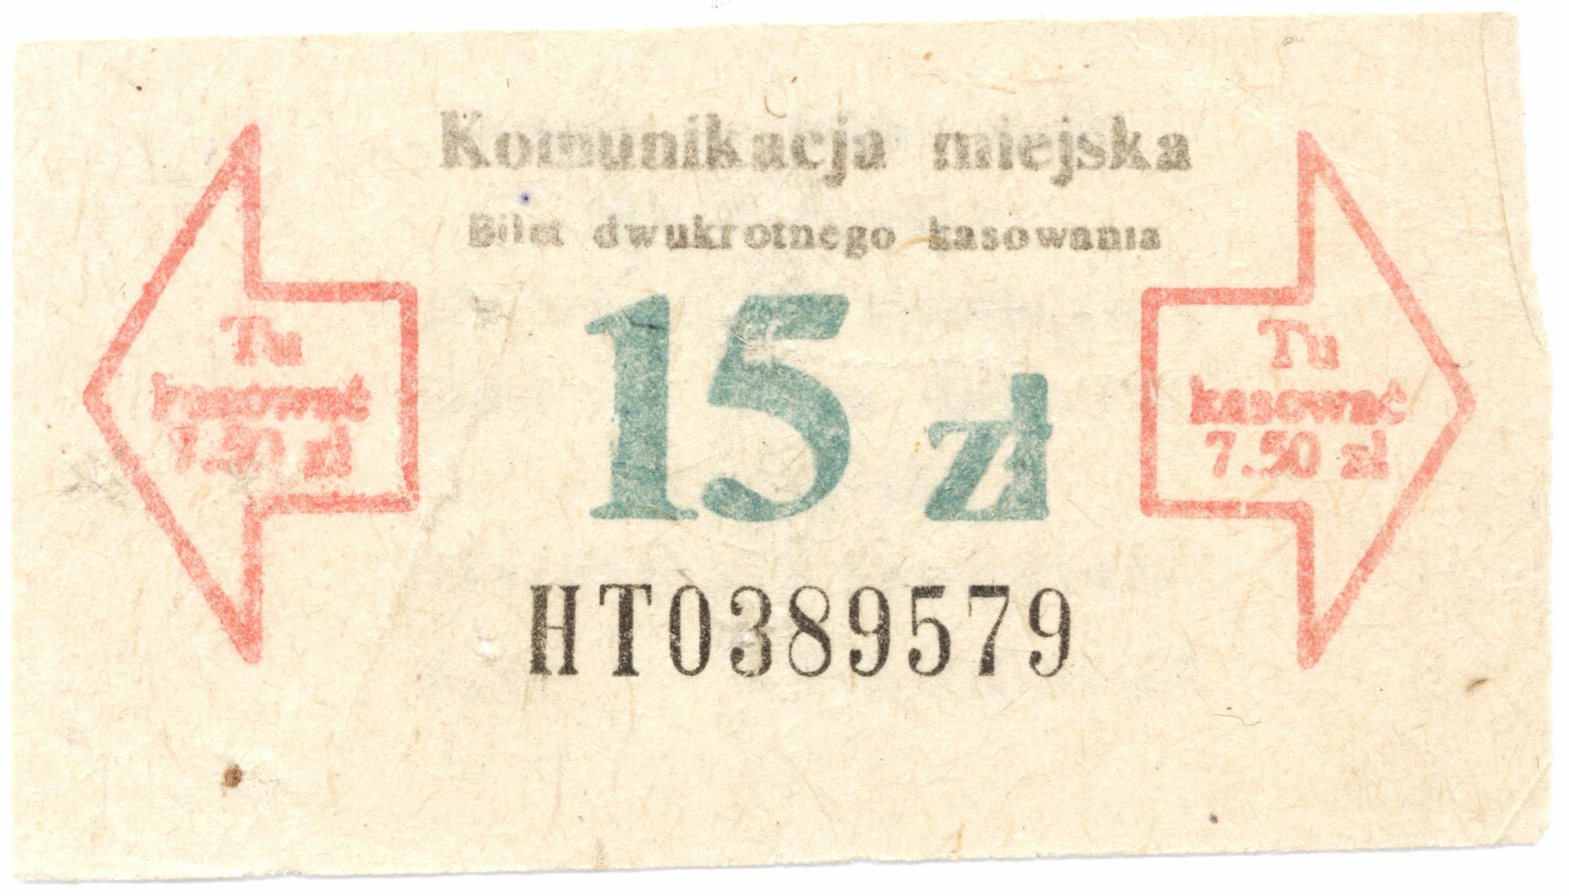 Komunikacja miejska
Bilet dwukrotnego kasowania
Tu
kasować
7.50 zł
15 zł
Tu
kasować
7.50 zł
HT0389579